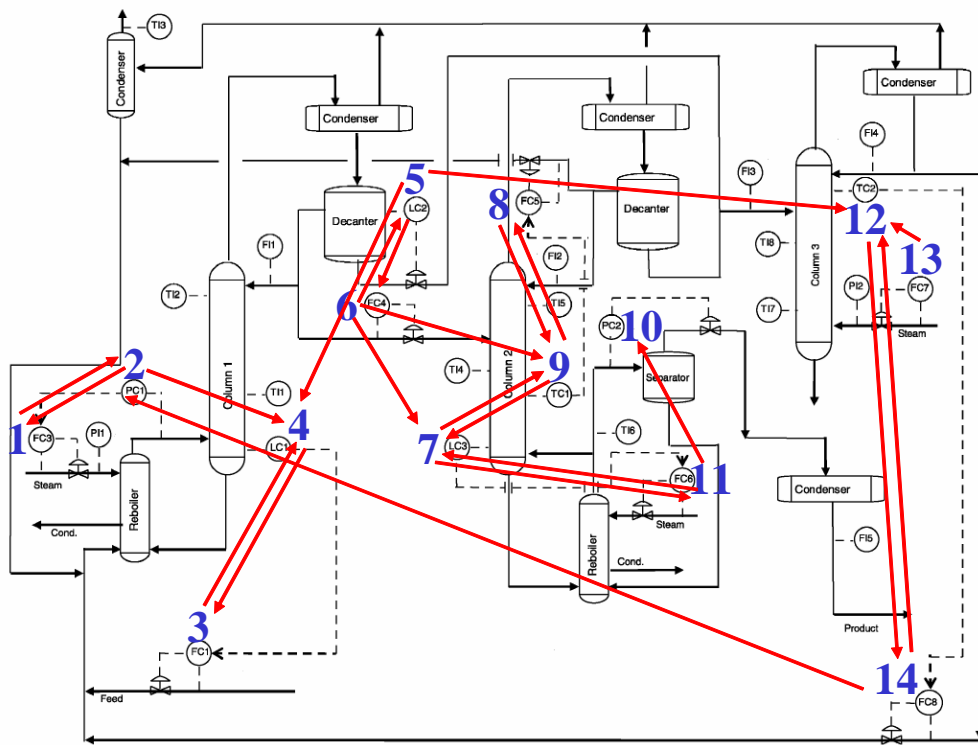 TI3
Condenser
Condenser
Condenser
Condenser
FI4
FI3
TC2
5
FC5
8
LC2
12
Decanter
Decanter
13
FI1
FI2
TI8
Column 3
TI2
TI5
PI2
FC7
6
FC4
TI7
PC2
10
Steam
2
Column 1
Column 2
9
TI4
Separator
PC1
TI1
TC1
1
4
FC3
PI1
LC1
7
LC3
TI6
11
FC6
Steam
Reboiler
Condenser
Steam
Cond.
Reboiler
FI5
Cond.
3
Product
FC1
14
Feed
FC8